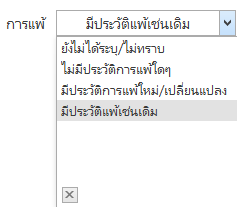 การแพ้ มีประวัติแพ้เช่นเดิม
ยังไม่ได้ระบุ/ไม่ทราบ
ไม่มีประวัติการแพ้ใดๆ
มีประวัติการแพ้ใหม่/เปลี่ยนแปลง
มีประวัติแพ้เช่นเดิม